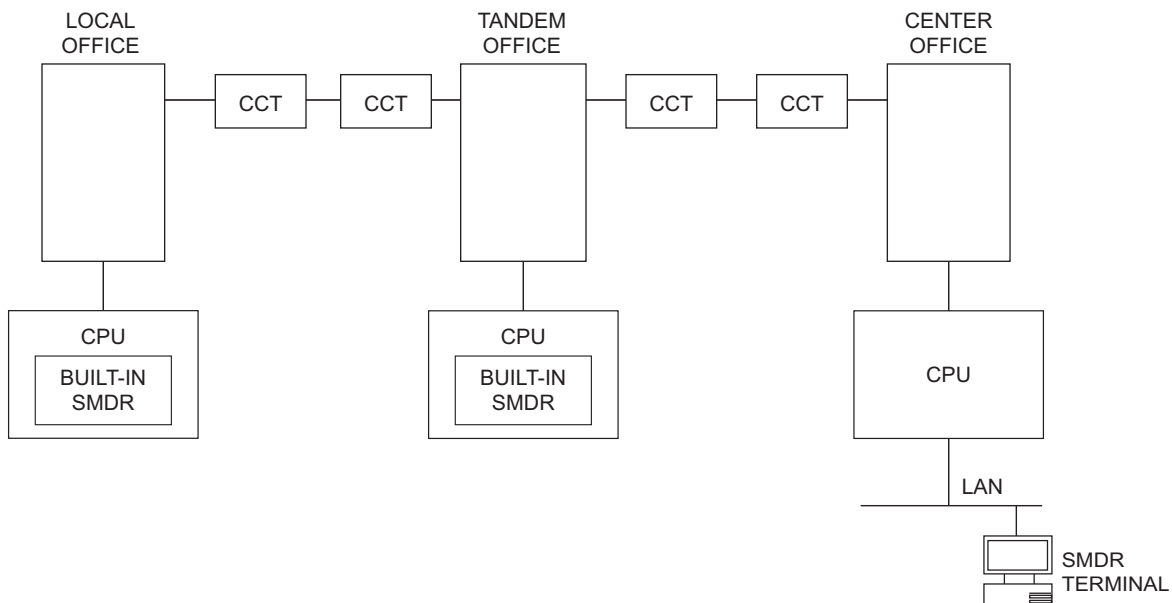 LOCAL
OFFICE
TANDEM
OFFICE
CENTER
OFFICE
CCT
CCT
CCT
CCT
CPU
BUILT-IN
SMDR
CPU
BUILT-IN
SMDR
CPU
LAN
SMDR
TERMINAL